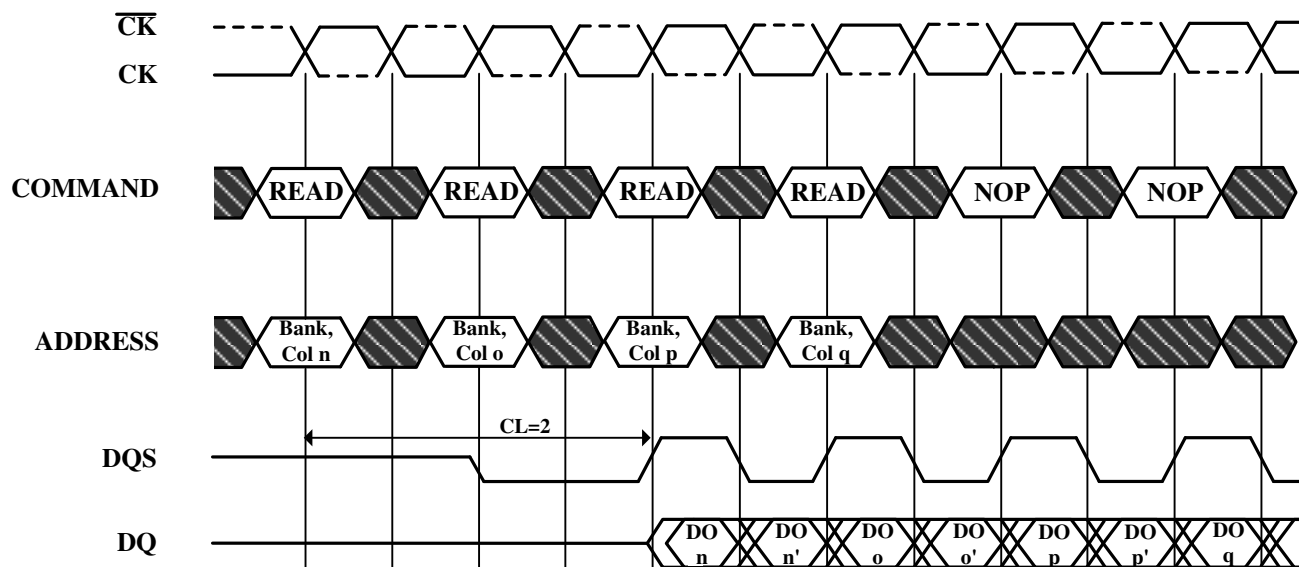 C̅K̅
CK
COMMAND
READ
READ
READ
READ
NOP
NOP
ADDRESS
Bank,
Col n
Bank,
Col o
Bank,
Col p
Bank,
Col q
CL=2
DQS
DQ
DO
n
DO
n'
DO
o
DO
o'
DO
p
DO
p'
DO
q